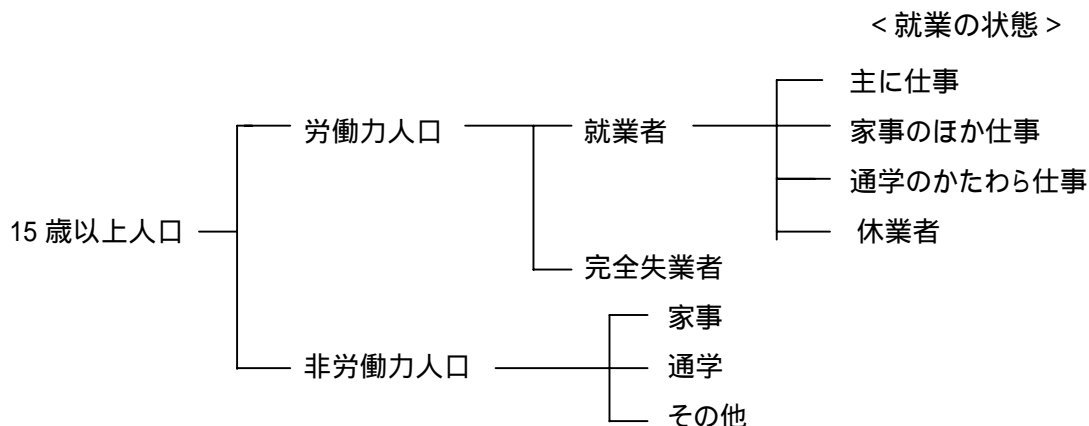 <就業の状態>
主に仕事
労働力人口 就業者 家事のほか仕事
通学のかたわら仕事
15歳以上人口 休業者
完全失業者
家事
非労働力人口 通学
その他